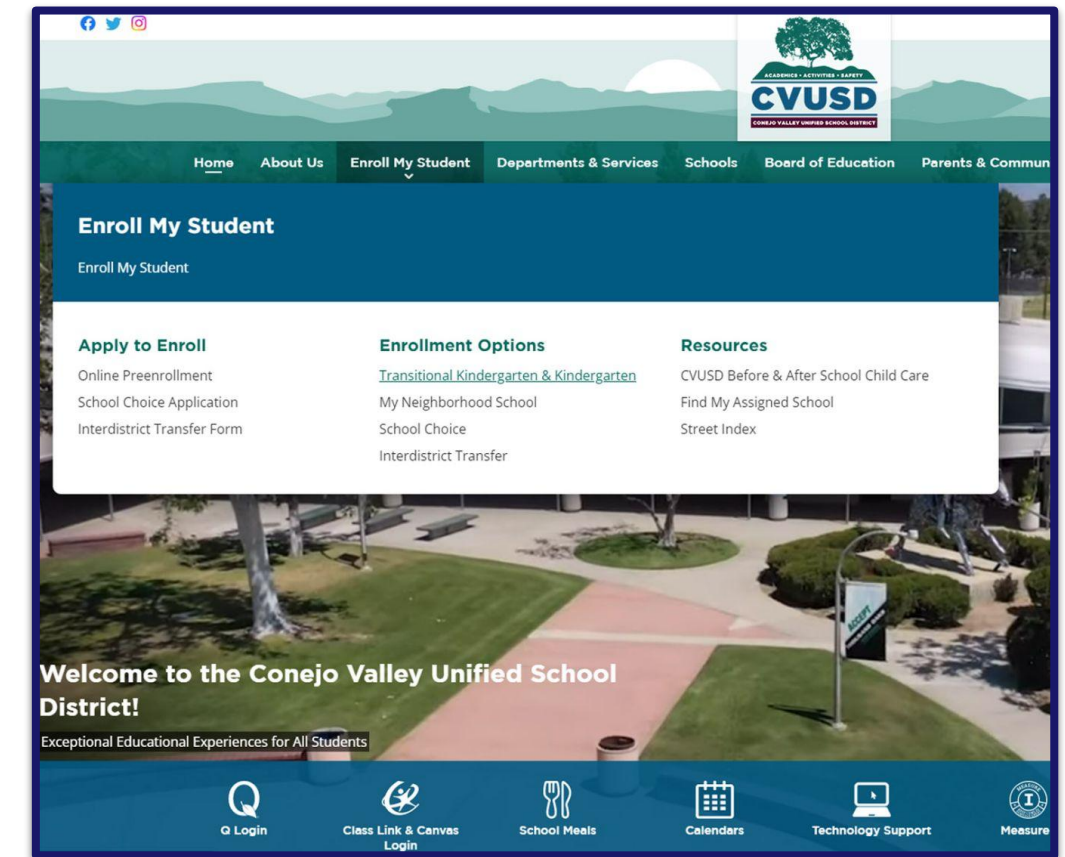 ACADEMICS • ACTIVITIES • SAFETY
CVUSD
CONEJO VALLEY UNIFIED SCHOOL DISTRICT
Home About Us Enroll My Student Departments & Services Schools Board of Education Parents & Commun
Enroll My Student
Enroll My Student
Apply to Enroll
Online Preenrollment
School Choice Application
Interdistrict Transfer Form
Enrollment Options
Transitional Kindergarten & Kindergarten
My Neighborhood School
School Choice
Interdistrict Transfer
Resources
CVUSD Before & After School Child Care
Find My Assigned School
Street Index
ACCEPT
Welcome to the Conejo Valley Unified School
District!
Exceptional Educational Experiences for All Students
Q Login
Class Link & Canvas
Login
School Meals
Calendars
Technology Support
MEASURE
I
Measure